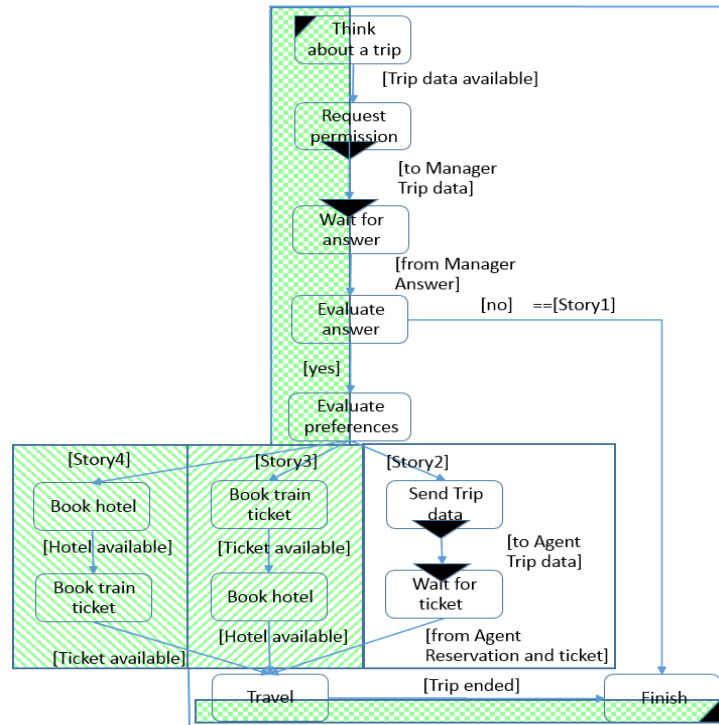 Think
about a trip
[Trip data available]
Request
permission
[to Manager
Trip data]
Wait for
answer
[from Manager
Answer]
Evaluate
answer
[no] ==[Story1]
[yes]
Evaluate
preferences
[Story4]
[Story3]
[Story2]
Book hotel
Book train
ticket
Send Trip
data
[Hotel available]
[Ticket available]
[to Agent
Trip data]
Book train
ticket
Book hotel
Wait for
ticket
[Ticket available]
[Hotel available]
[from Agent
Reservation and ticket]
Travel
[Trip ended]
Finish